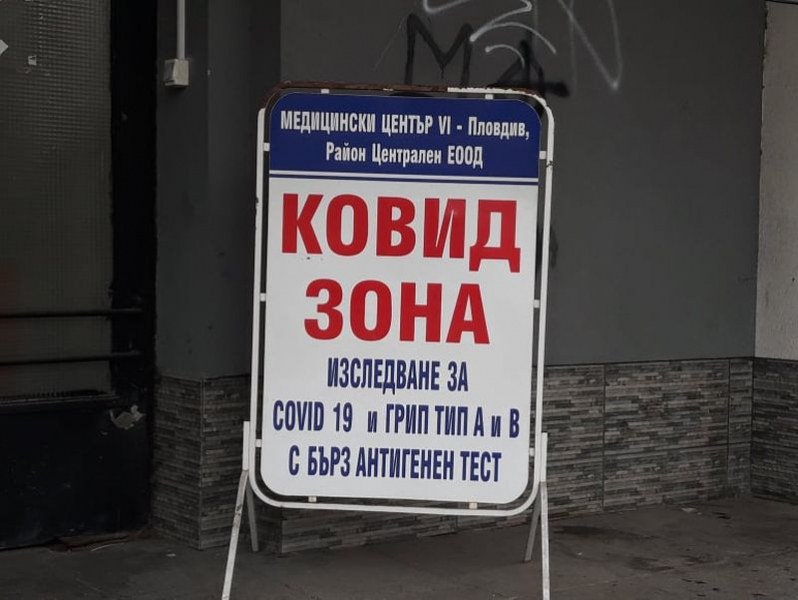 МЕДИЦИНСКИ ЦЕНТЪР VI - Пловдив,
Район Централен ЕООД
КОВИД
ЗОНА
ИЗСЛЕДВАНЕ ЗА
COVID 19 и ГРИП ТИП А и В
С БЪРЗ АНТИГЕНЕН ТЕСТ